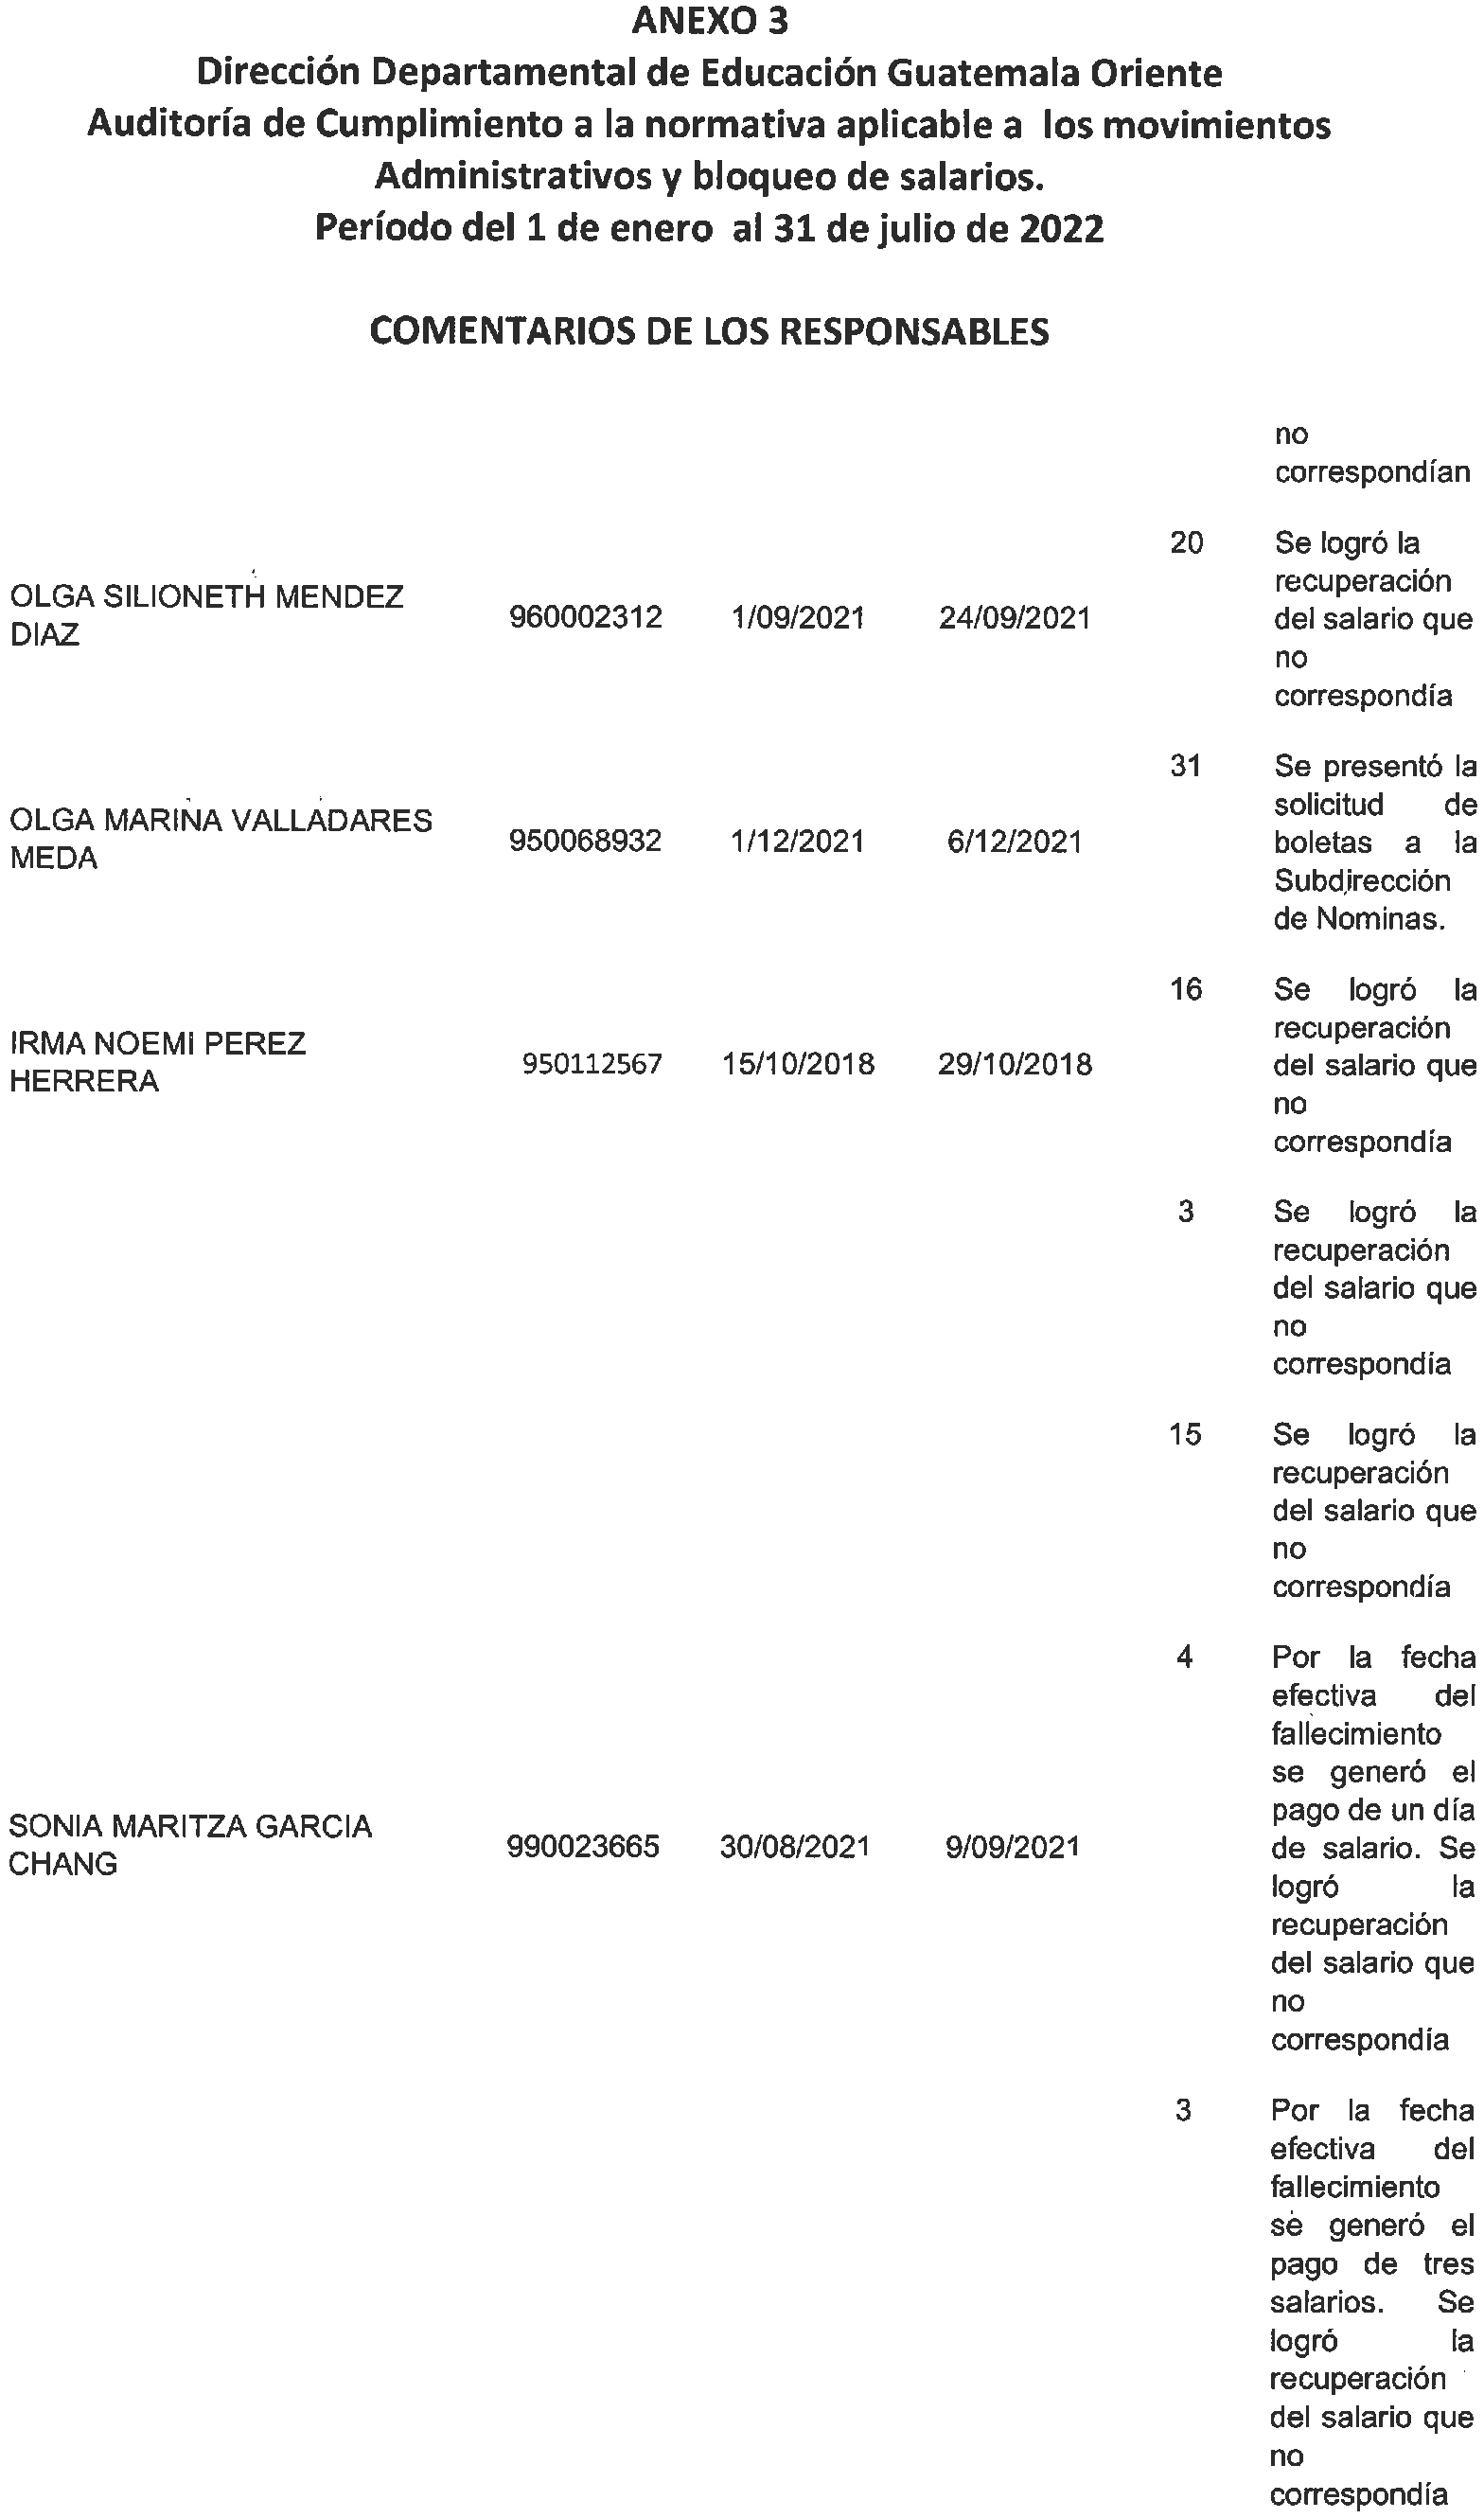 ANEXO 3
Dirección Departamental de Educación Guatemala Oriente
Auditoría de Cumplimiento a la normativa aplicable a los movimientos
Administrativos y bloqueo de salarios.
Período del 1 de enero al 31 de julio de 2022
COMENTARIOS DE LOS RESPONSABLES
no
correspondían
OLGA SILIONETH MENDEZ
DIAZ
960002312 1/09/2021 24/09/2021
20
Se logró la
recuperación
del salario que
no
correspondía
OLGA MARINA VALLADARES
MEDA
950068932 1/12/2021 6/12/2021
31
Se presentó la
solicitud de
boletas a la
Subdirección
de Nominas.
IRMA NOEMI PEREZ
HERRERA
950112567 15/10/2018 29/10/2018
16
Se logró la
recuperación
del salario que
no
correspondía
3
Se logró la
recuperación
del salario que
no
correspondía
15
Se logró la
recuperación
del salario que
no
correspondía
SONIA MARITZA GARCIA
CHANG
990023665 30/08/2021 9/09/2021
4
Por la fecha
efectiva del
fallecimiento
se generó el
pago de un día
de salario. Se
logró la
recuperación
del salario que
no
correspondía
3
Por la fecha
efectiva del
fallecimiento
se generó el
pago de tres
salarios. Se
logró la
recuperación
del salario que
no
correspondía